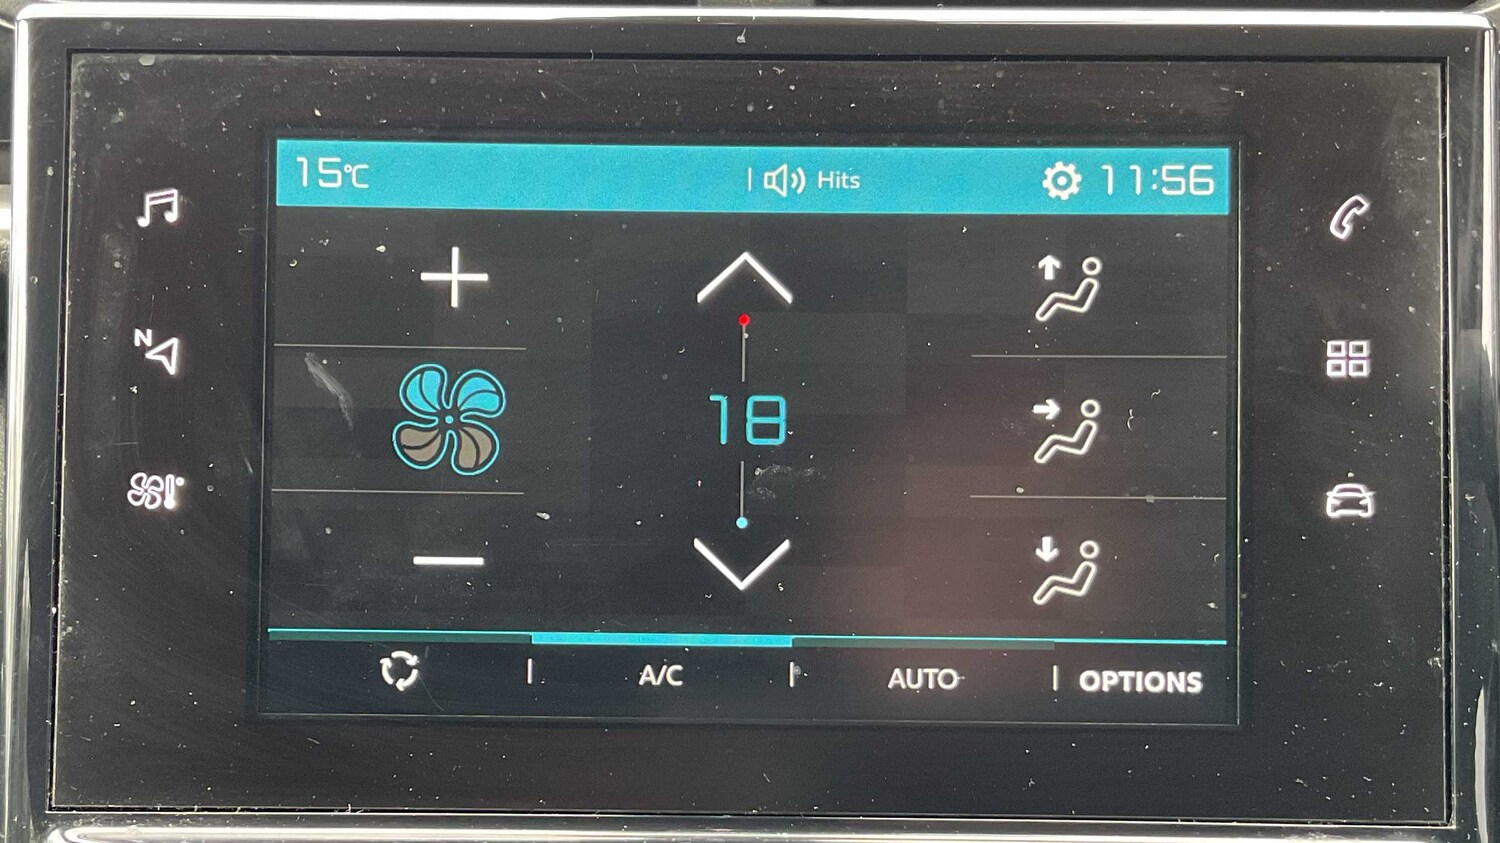 15°C
Hits
11:56
N
18
A/C
AUTO
OPTIONS